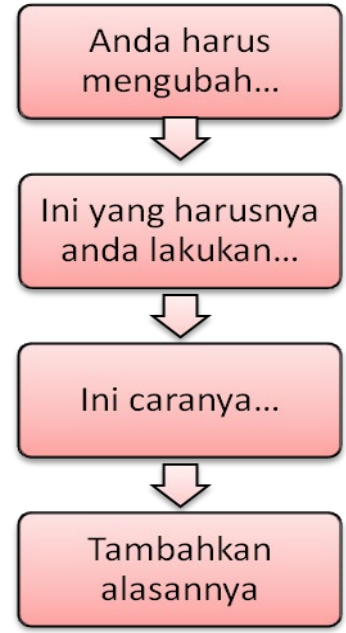 Anda harus
mengubah...
Ini yang harusnya
anda lakukan...
Ini caranya...
Tambahkan
alasannya